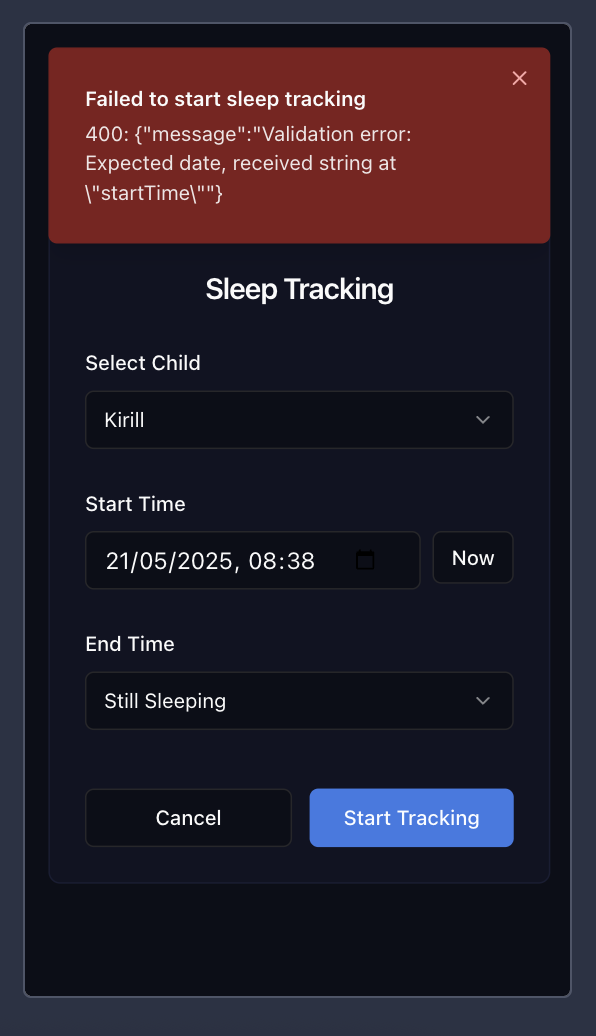 Failed to start sleep tracking
400: {"message":"Validation error:
Expected date, received string at
\"startTime\""}
Sleep Tracking
Select Child
Kirill
Start Time
21/05/2025, 08:38
Now
End Time
Still Sleeping
Cancel
Start Tracking